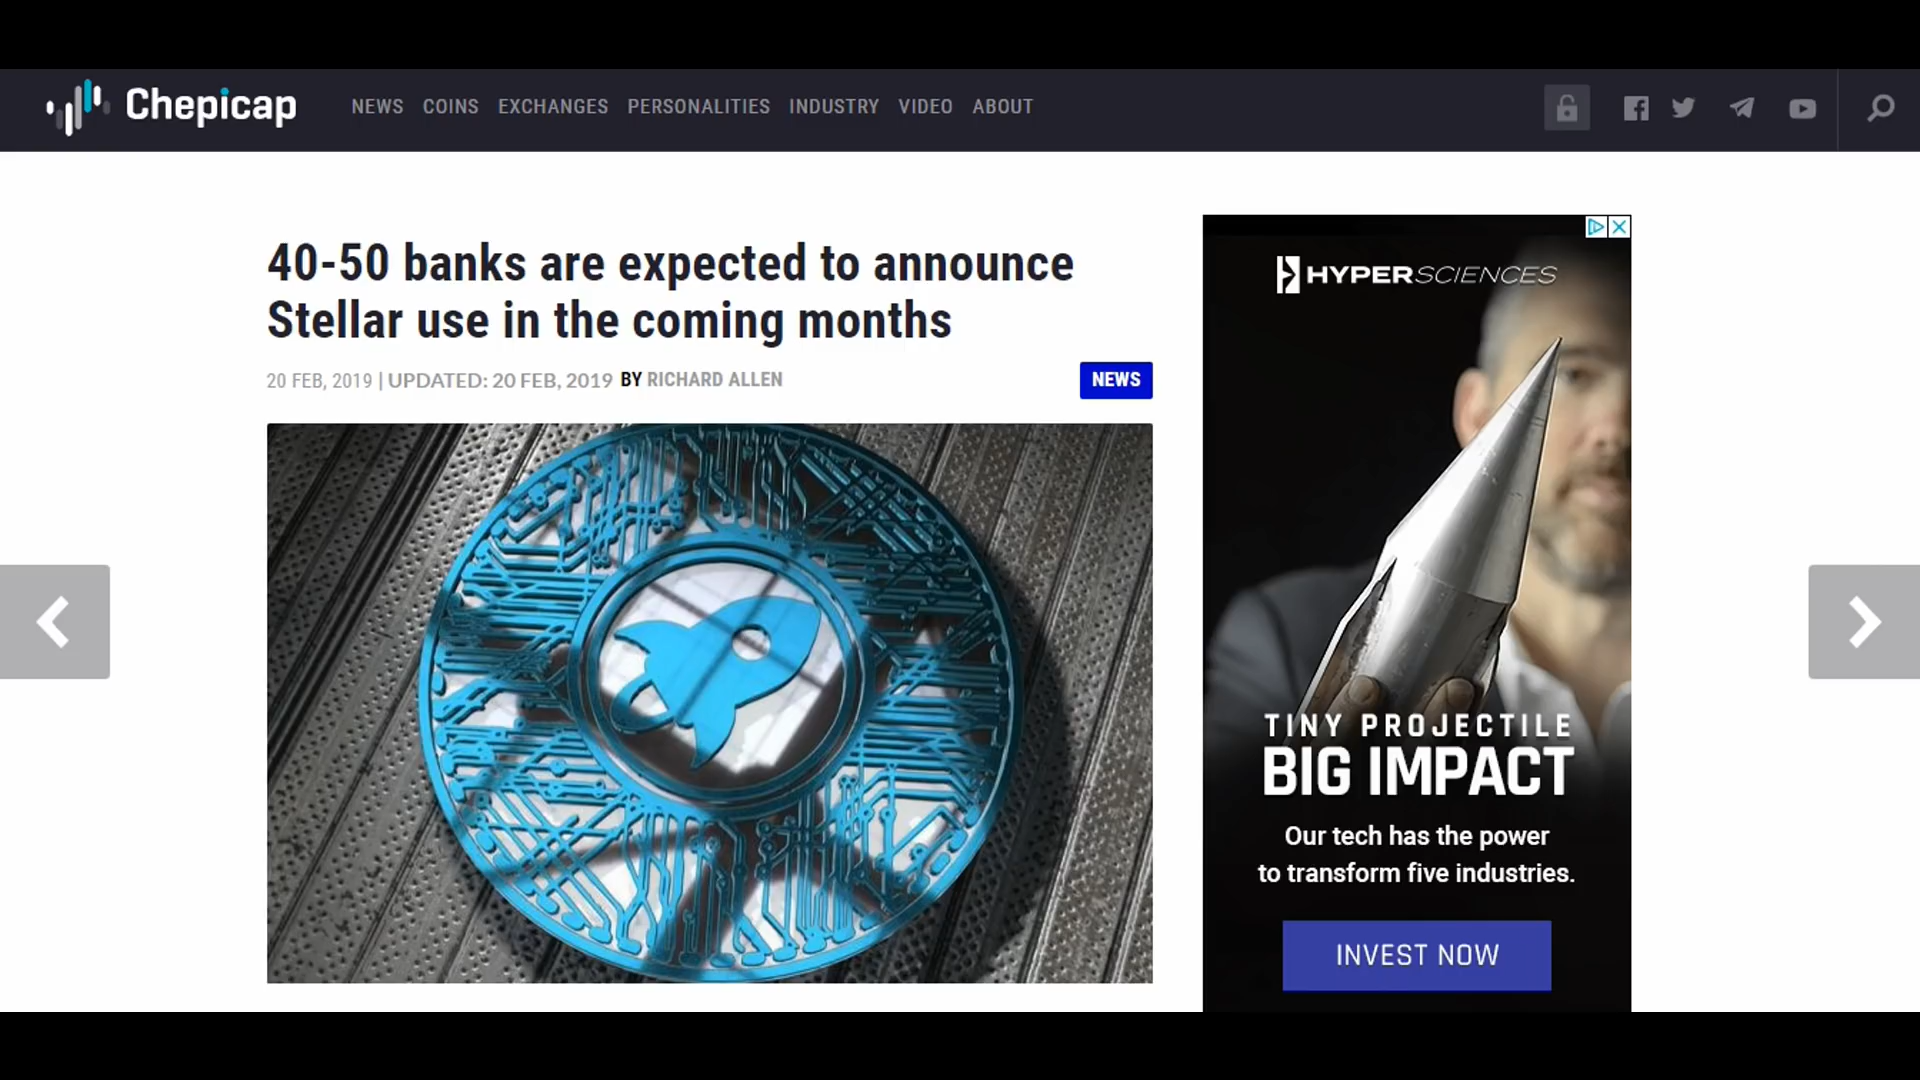 Chepicap
NEWS COINS EXCHANGES PERSONALITIES INDUSTRY VIDEO ABOUT
40-50 banks are expected to announce
Stellar use in the coming months
20 FEB, 2019 | UPDATED: 20 FEB, 2019 BY RICHARD ALLEN
NEWS
HYPERSCIENCES
TINY PROJECTILE
BIG IMPACT
Our tech has the power
to transform five industries.
INVEST NOW